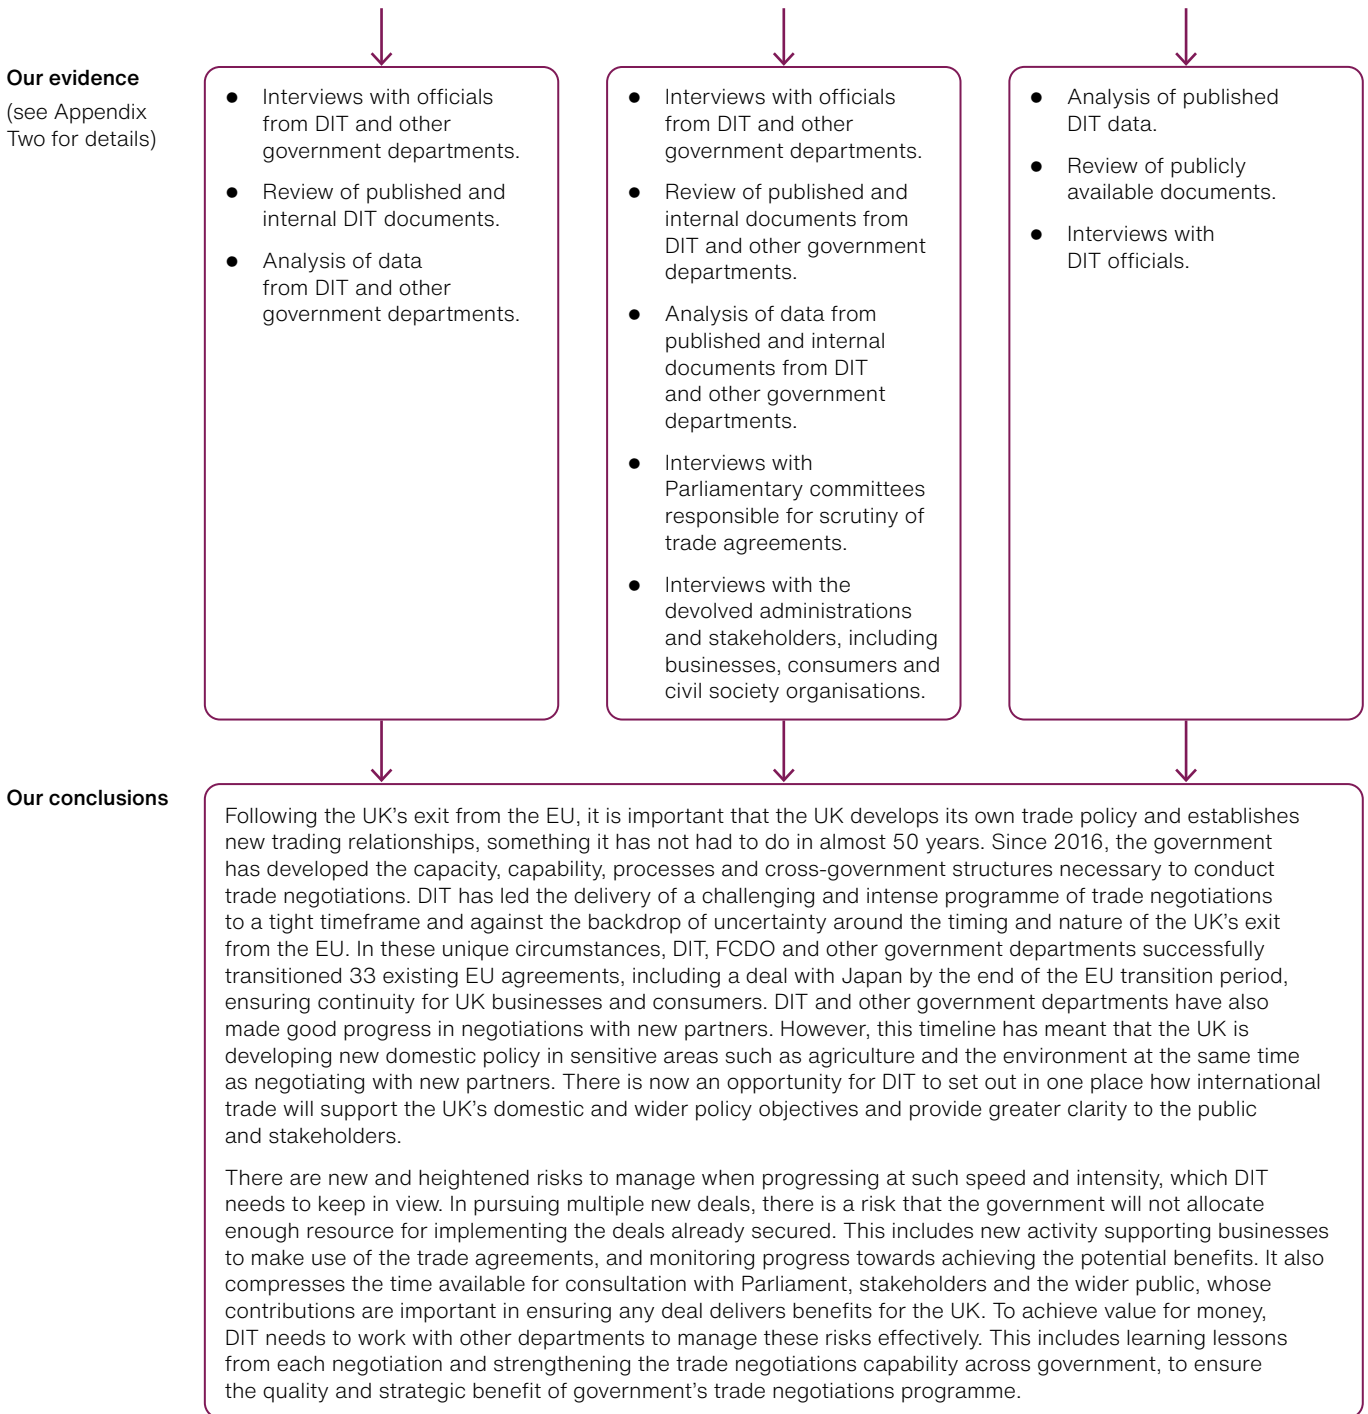 Our evidence
(see Appendix
Two for details)
● Interviews with officials
from DIT and other
government departments.
● Review of published and
internal DIT documents.
● Analysis of data
from DIT and other
government departments.
● Interviews with officials
from DIT and other
government departments.
● Review of published and
internal documents from
DIT and other government
departments.
● Analysis of data from
published and internal
documents from DIT
and other government
departments.
● Interviews with
Parliamentary committees
responsible for scrutiny of
trade agreements.
● Interviews with the
devolved administrations
and stakeholders, including
businesses, consumers and
civil society organisations.
● Analysis of published
DIT data.
● Review of publicly
available documents.
● Interviews with
DIT officials.
Our conclusions
Following the UK’s exit from the EU, it is important that the UK develops its own trade policy and establishes
new trading relationships, something it has not had to do in almost 50 years. Since 2016, the government
has developed the capacity, capability, processes and cross-government structures necessary to conduct
trade negotiations. DIT has led the delivery of a challenging and intense programme of trade negotiations
to a tight timeframe and against the backdrop of uncertainty around the timing and nature of the UK’s exit
from the EU. In these unique circumstances, DIT, FCDO and other government departments successfully
transitioned 33 existing EU agreements, including a deal with Japan by the end of the EU transition period,
ensuring continuity for UK businesses and consumers. DIT and other government departments have also
made good progress in negotiations with new partners. However, this timeline has meant that the UK is
developing new domestic policy in sensitive areas such as agriculture and the environment at the same time
as negotiating with new partners. There is now an opportunity for DIT to set out in one place how international
trade will support the UK’s domestic and wider policy objectives and provide greater clarity to the public
and stakeholders.
There are new and heightened risks to manage when progressing at such speed and intensity, which DIT
needs to keep in view. In pursuing multiple new deals, there is a risk that the government will not allocate
enough resource for implementing the deals already secured. This includes new activity supporting businesses
to make use of the trade agreements, and monitoring progress towards achieving the potential benefits. It also
compresses the time available for consultation with Parliament, stakeholders and the wider public, whose
contributions are important in ensuring any deal delivers benefits for the UK. To achieve value for money,
DIT needs to work with other departments to manage these risks effectively. This includes learning lessons
from each negotiation and strengthening the trade negotiations capability across government, to ensure
the quality and strategic benefit of government’s trade negotiations programme.